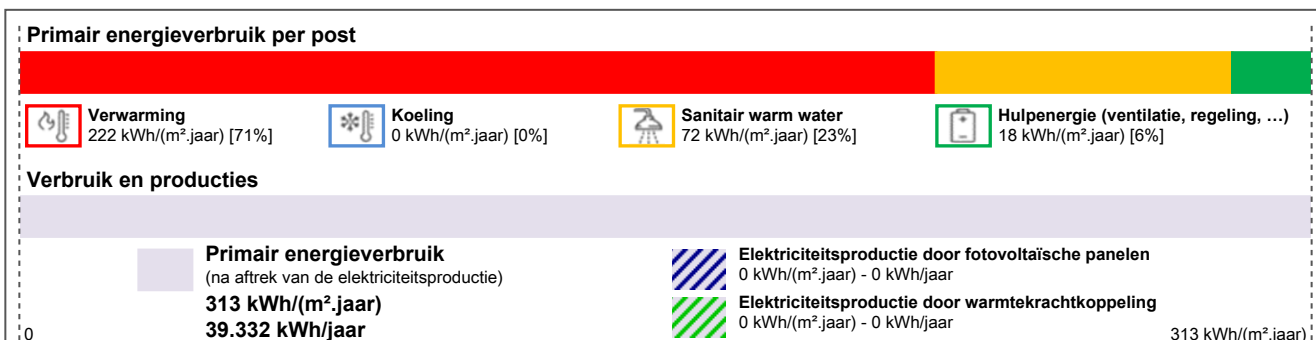 Primair energieverbruik per post
Verwarming
222 kWh/(m².jaar) [71%]
Koeling
0 kWh/(m².jaar) [0%]
Sanitair warm water
72 kWh/(m².jaar) [23%]
Hulpenergie (ventilatie, regeling, …)
18 kWh/(m².jaar) [6%]
Verbruik en producties
Primair energieverbruik
(na aftrek van de elektriciteitsproductie)
313 kWh/(m².jaar)
39.332 kWh/jaar
Elektriciteitsproductie door fotovoltaïsche panelen
0 kWh/(m².jaar) - 0 kWh/jaar
Elektriciteitsproductie door warmtekrachtkoppeling
0 kWh/(m².jaar) - 0 kWh/jaar
0
313 kWh/(m².jaar)